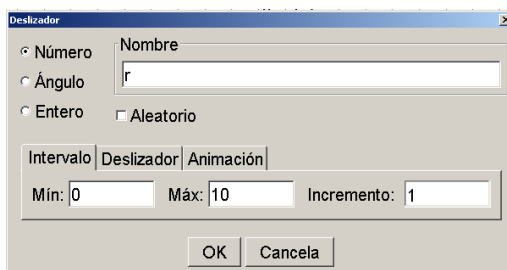 Deslizador
Número
Ángulo
Entero
Nombre
r
Aleatorio
Intervalo Deslizador Animación
Mín: 0 Máx: 10 Incremento: 1
OK Cancela